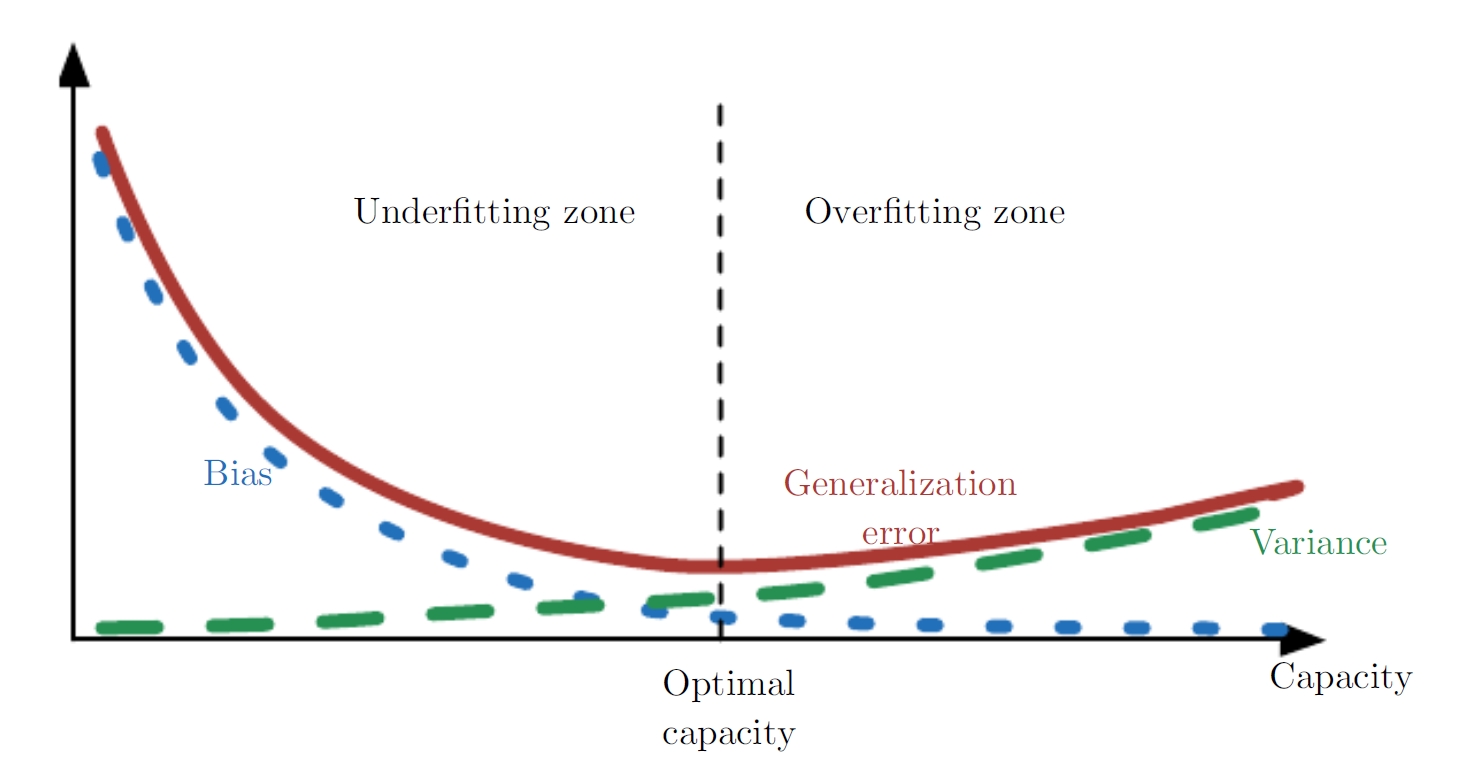 Underfitting zone
Overfitting zone
Bias
Generalization
error
Variance
Optimal
capacity
Capacity